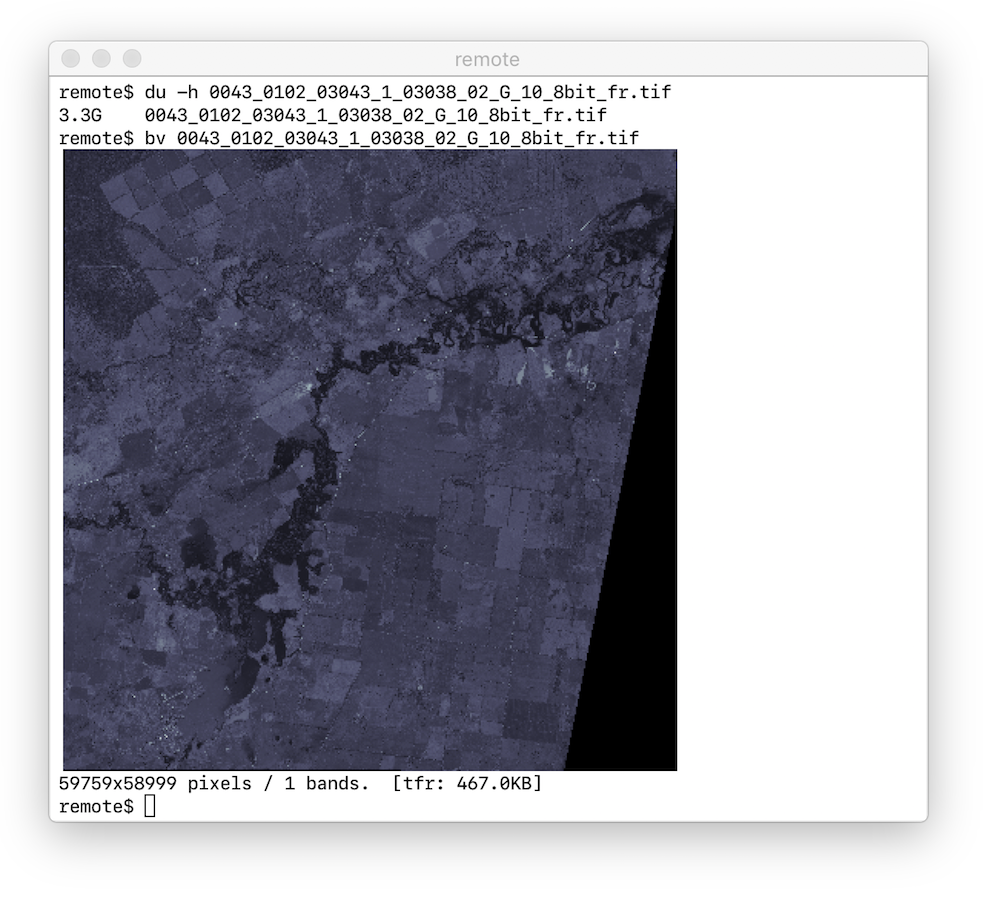 remote
remote$ du -h 0043_0102_03043_1_03038_02_G_10_8bit_fr.tif
3.3G 0043_0102_03043_1_03038_02_G_10_8bit_fr.tif
remote$ bv 0043_0102_03043_1_03038_02_G_10_8bit_fr.tif
59759x58999 pixels / 1 bands. [tfr: 467.0KB]
remote$